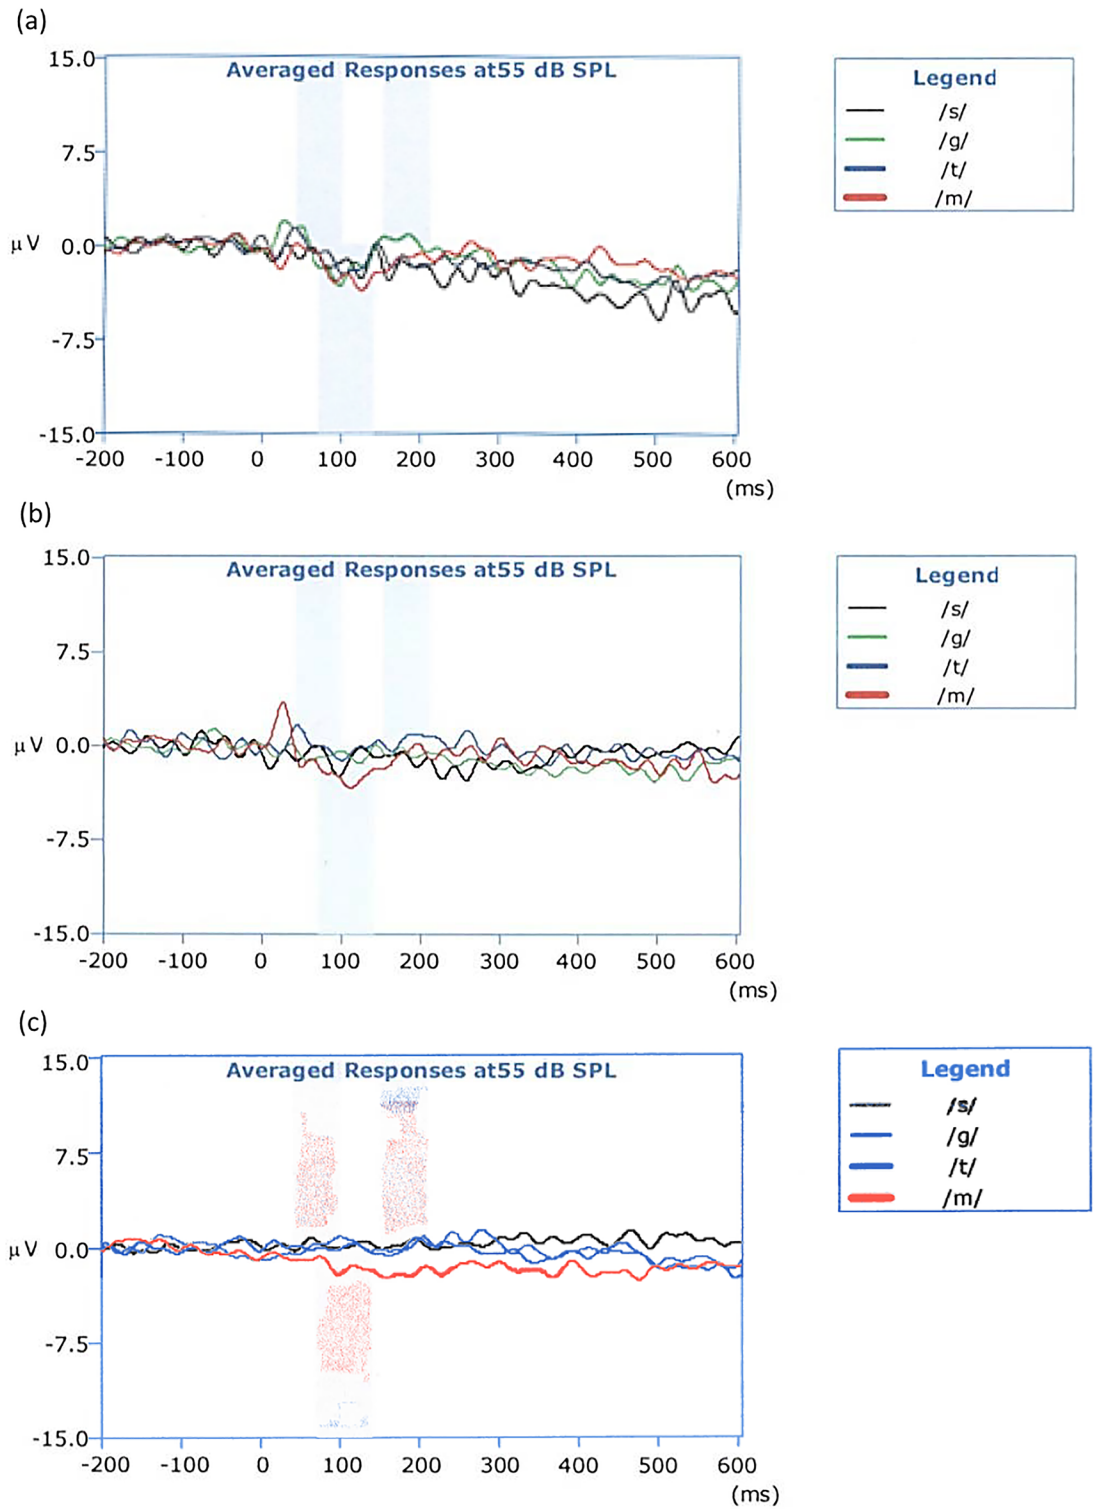 (a)
Averaged Responses at55 dB SPL
15.0
7.5
μV 0.0
-7.5
-15.0
-200 -100 0 100 200 300 400 500 600
(ms)
Legend
/s/
/g/
/t/
/m/
(b)
Averaged Responses at55 dB SPL
15.0
7.5
μV 0.0
-7.5
-15.0
-200 -100 0 100 200 300 400 500 600
(ms)
Legend
/s/
/g/
/t/
/m/
(c)
Averaged Responses at55 dB SPL
15.0
7.5
μV 0.0
-7.5
-15.0
-200 -100 0 100 200 300 400 500 600
(ms)
Legend
/s/
/g/
/t/
/m/